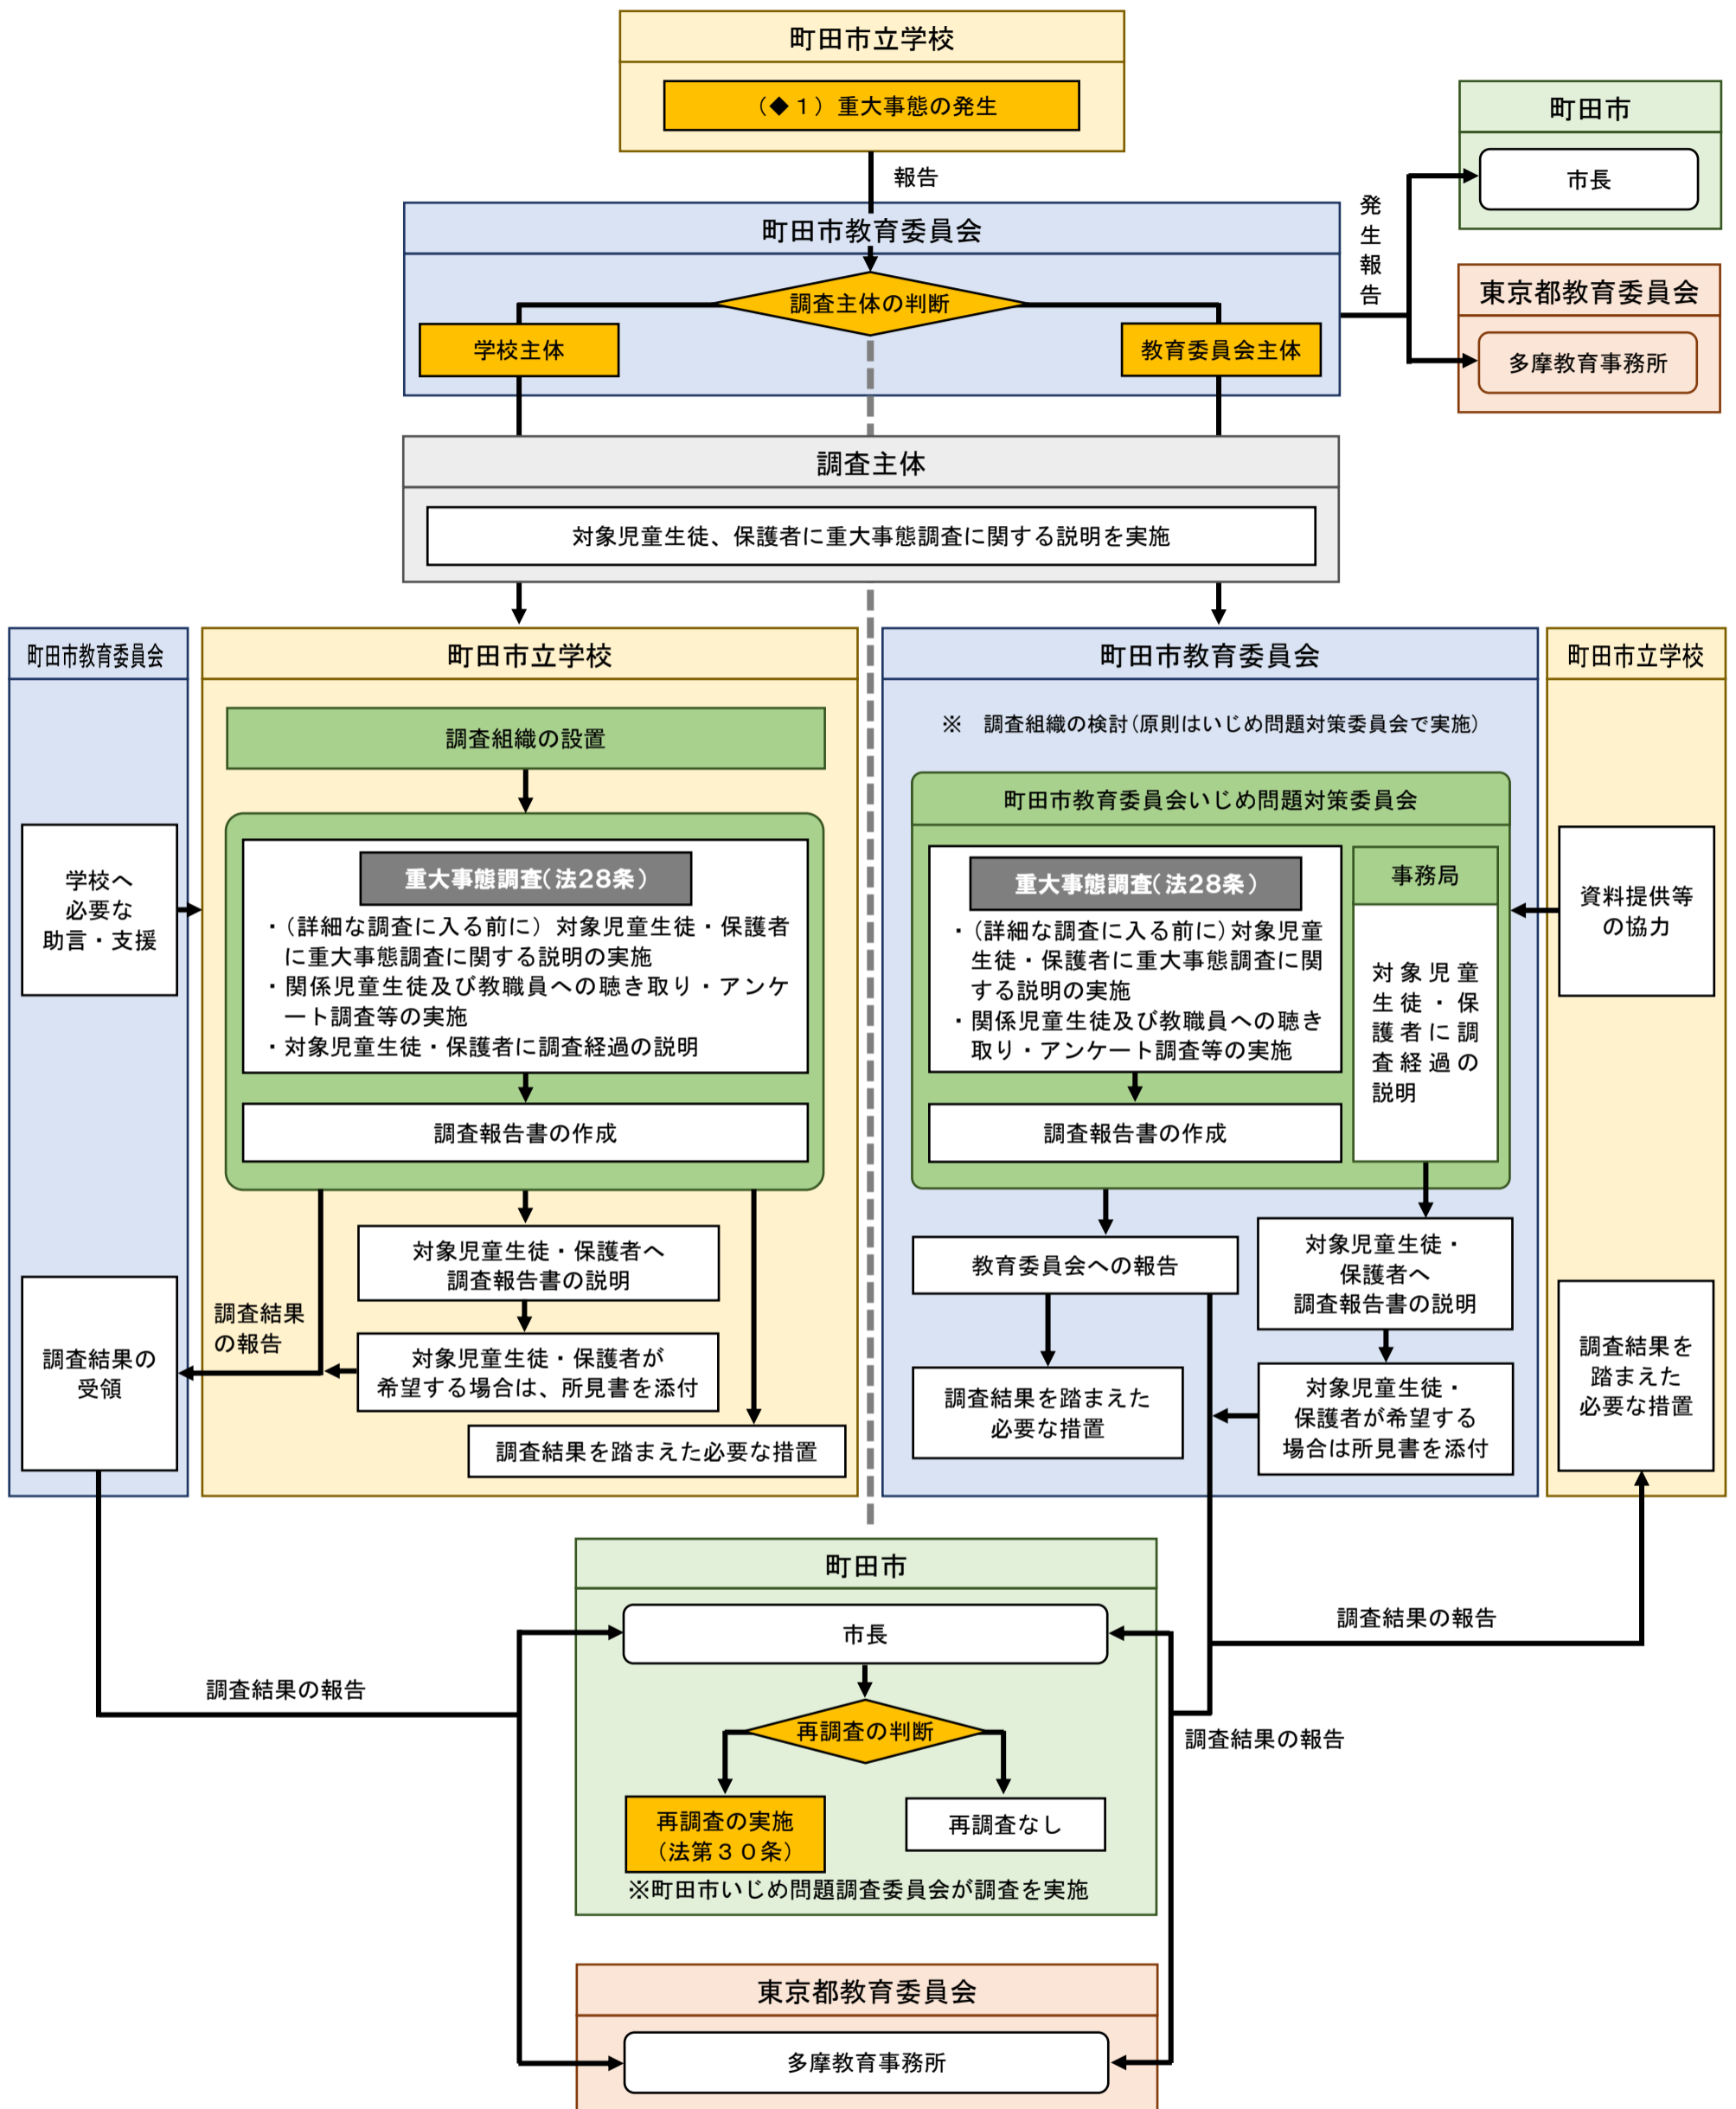 町田市立学校
（◆１）重大事態の発生
報告
町田市
市長
発
生
報
告
町田市教育委員会
調査主体の判断
学校主体
教育委員会主体
東京都教育委員会
多摩教育事務所
調査主体
対象児童生徒、保護者に重大事態調査に関する説明を実施
町田市教育委員会
学校へ
必要な
助言・支援
調査結果の
受領
町田市立学校
調査組織の設置
重大事態調査（法28条）
・（詳細な調査に入る前に）対象児童生徒・保護者
に重大事態調査に関する説明の実施
・関係児童生徒及び教職員への聴き取り・アンケ
ート調査等の実施
・対象児童生徒・保護者に調査経過の説明
調査報告書の作成
対象児童生徒・保護者へ
調査報告書の説明
調査結果
の報告
対象児童生徒・保護者が
希望する場合は、所見書を添付
調査結果を踏まえた必要な措置
町田市教育委員会
※　調査組織の検討（原則はいじめ問題対策委員会で実施）
町田市教育委員会いじめ問題対策委員会
重大事態調査（法28条）
・（詳細な調査に入る前に）対象児童
生徒・保護者に重大事態調査に関
する説明の実施
・関係児童生徒及び教職員への聴き
取り・アンケート調査等の実施
調査報告書の作成
事務局
対象児童
生徒・保
護者に調
査経過の
説明
教育委員会への報告
調査結果を踏まえた
必要な措置
対象児童生徒・
保護者へ
調査報告書の説明
対象児童生徒・
保護者が希望する
場合は所見書を添付
町田市立学校
資料提供等
の協力
調査結果を
踏まえた
必要な措置
町田市
市長
再調査の判断
再調査の実施
（法第３０条）
再調査なし
※町田市いじめ問題調査委員会が調査を実施
調査結果の報告
調査結果の報告
調査結果の報告
東京都教育委員会
多摩教育事務所